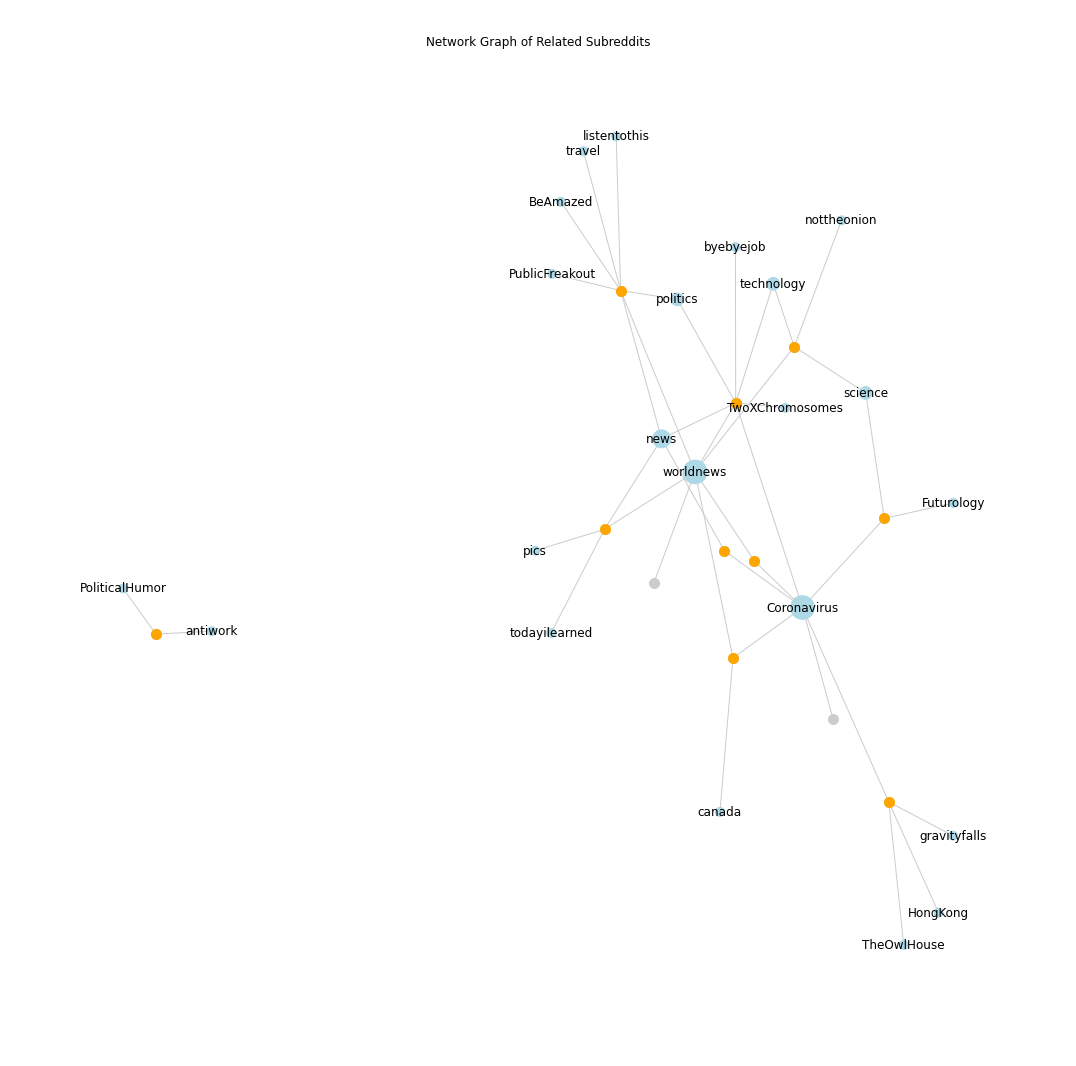 Network Graph of Related Subreddits
listentothis
travel
BeAmazed
nottheonion
byebyejob
PublicFreakout
technology
politics
science
TwoXChromosomes
news
worldnews
Futurology
pics
PoliticalHumor
Coronavirus
antiwork
todayilearned
canada
gravityfalls
HongKong
TheOwlHouse